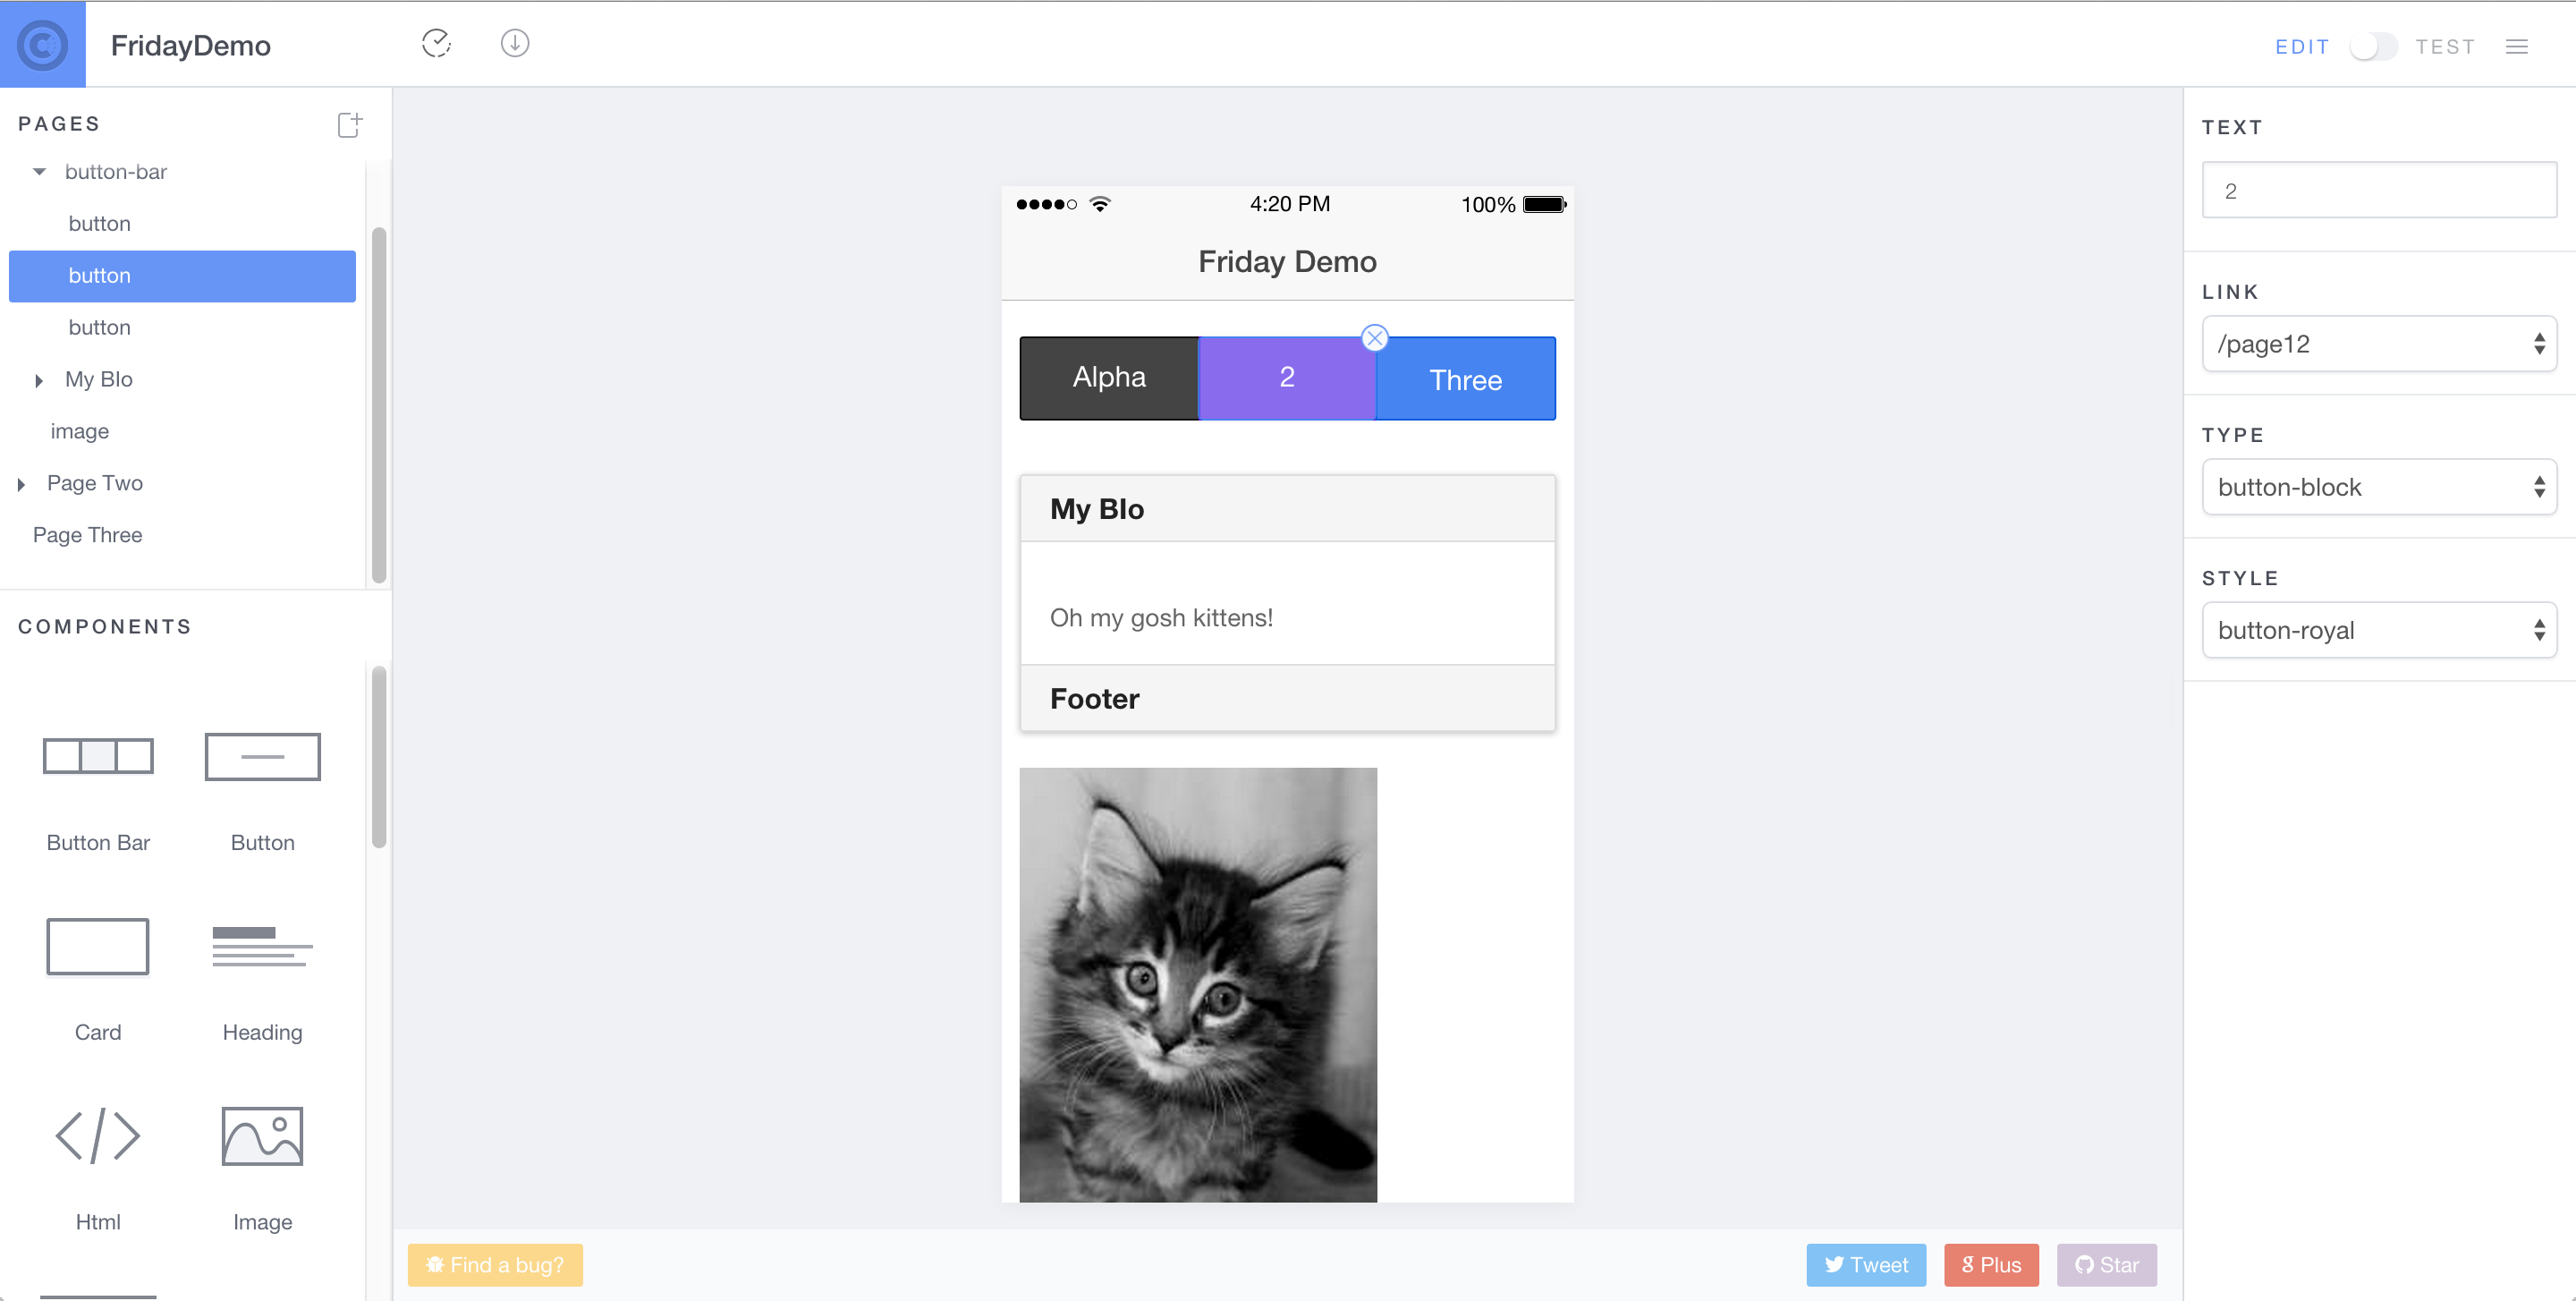 FridayDemo
EDIT TEST
PAGES
button-bar
button
button
button
My Blo
image
Page Two
Page Three
COMPONENTS
Button Bar
Button
Card
Heading
Html
Image
4:20 PM
100%
Friday Demo
Alpha
2
Three
My Blo
Oh my gosh kittens!
Footer
Find a bug?
Tweet
Plus
Star
TEXT
2
LINK
/page12
TYPE
button-block
STYLE
button-royal